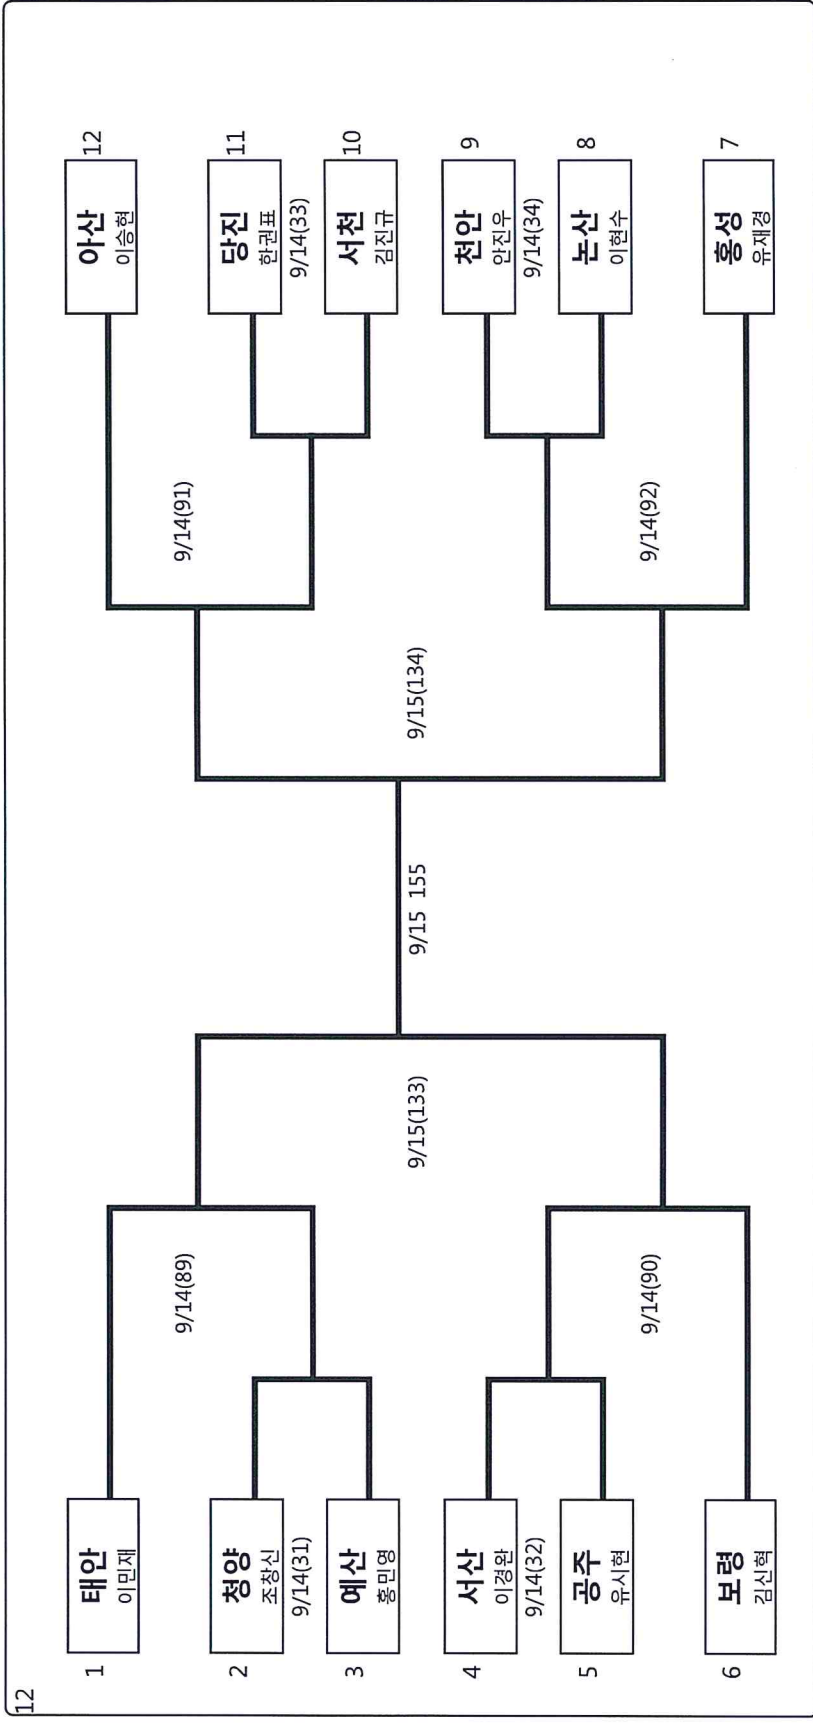 12
1
태안
이민재
2
청양
조창신
9/14(31)
3
예산
홍민영
9/14(89)
4
서산
이경완
9/14(32)
5
공주
유시현
6
보령
김신혁
9/14(90)
9/15(133)
9/15 155
9/15(134)
9/14(91)
9/14(92)
12
아산
이승현
11
당진
한권표
9/14(33)
10
서천
김진규
9
천안
안진우
9/14(34)
8
논산
이현수
7
홍성
유재경